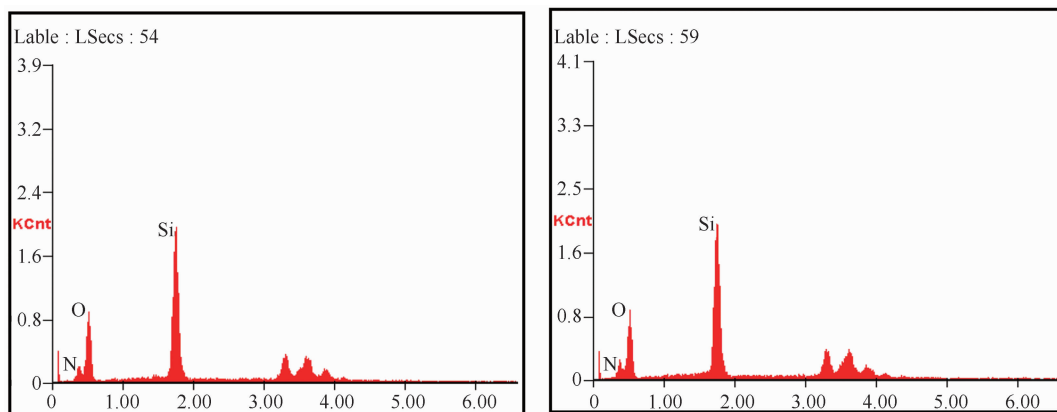 Lable : LSecs : 54
3.9
3.2
2.4
KCnt
1.6
0.8
0
Si
O
N
0 1.00 2.00 3.00 4.00 5.00 6.00
Lable : LSecs : 59
4.1
3.3
2.5
KCnt
1.6
0.8
0
Si
O
N
0 1.00 2.00 3.00 4.00 5.00 6.00